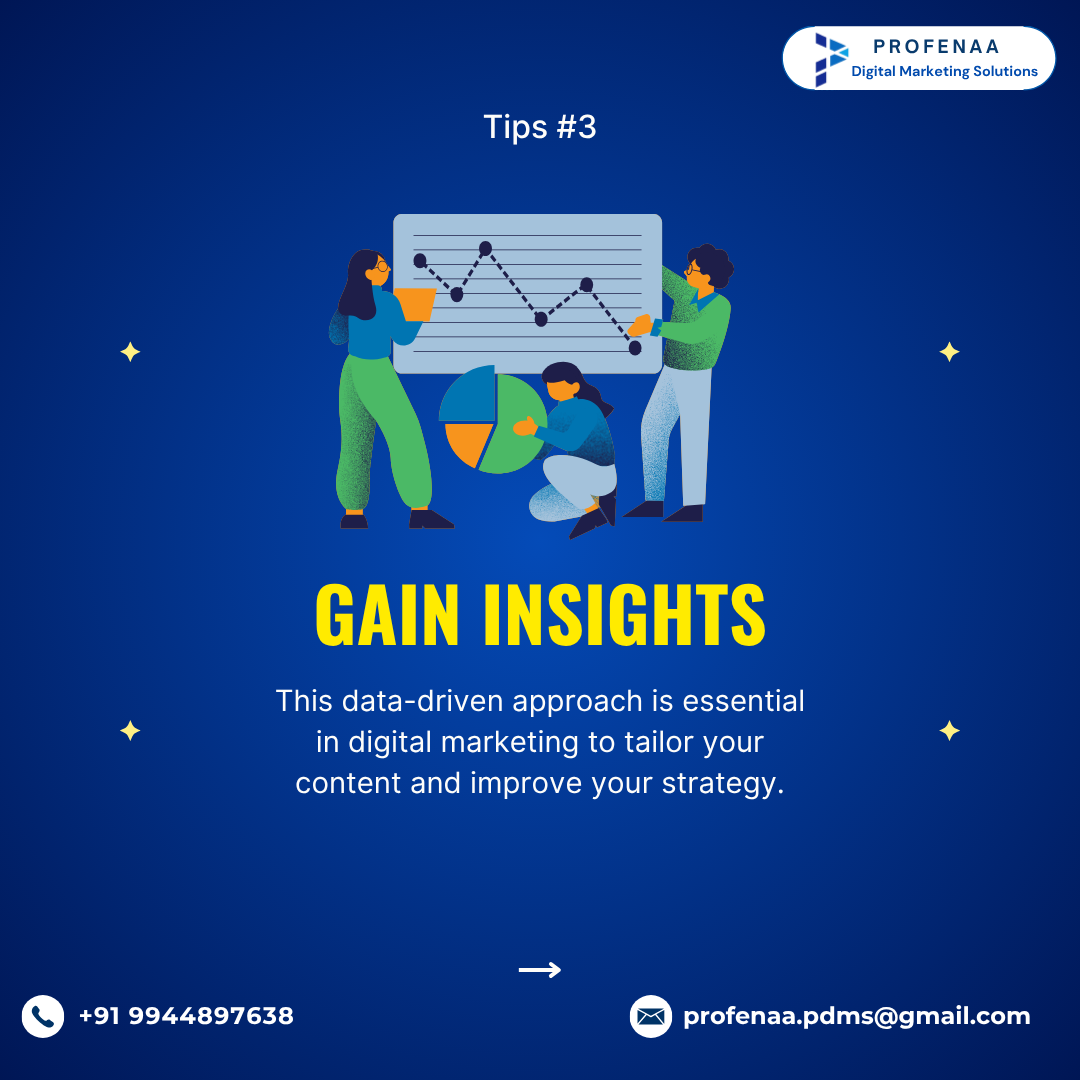 PROFENAA
Digital Marketing Solutions
Tips #3
GAIN INSIGHTS
This data-driven approach is essential
in digital marketing to tailor your
content and improve your strategy.
+91 9944897638
profenaa.pdms@gmail.com